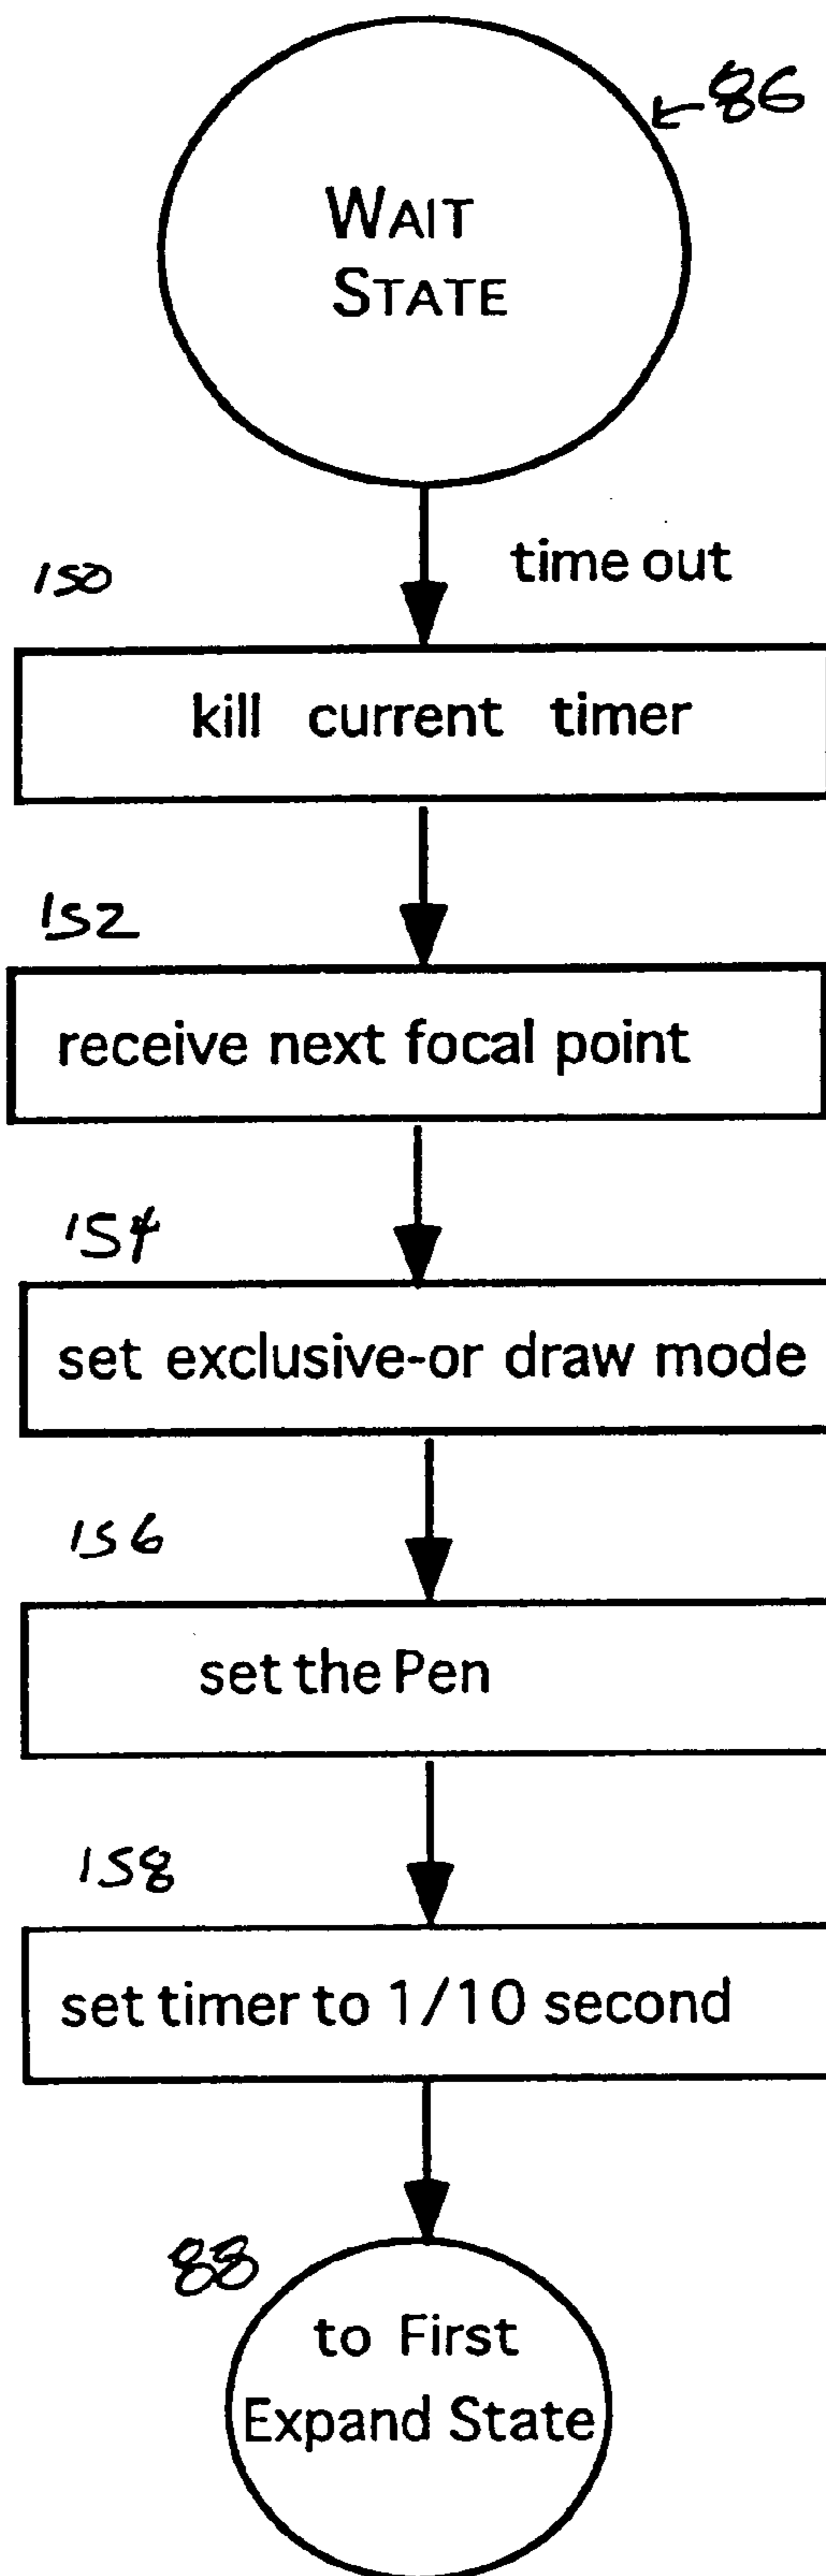 86
WAIT
STATE
time out
150
kill current timer
152
receive next focal point
154
set exclusive-or draw mode
156
set the Pen
158
set timer to 1/10 second
88
to First
Expand State